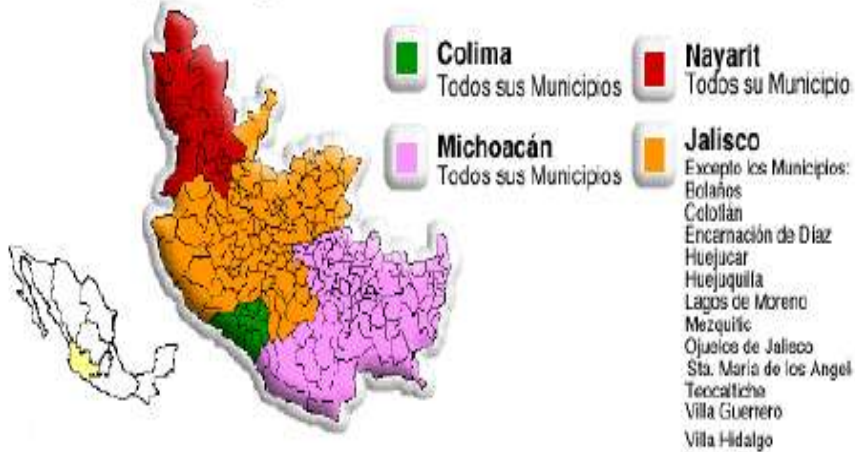 Colima
Todos sus Municipios
Nayarit
Todos su Municipio
Michoacán
Todos sus Municipios
Jalisco
Excepto los Municipios:
Bolaños
Colotlán
Encarnación de Díaz
Huejucar
Huejuquilla
Lagos de Moreno
Mezquitic
Ojuelos de Jalisco
Sta. Maria de los Angel
Teocaltiche
Villa Guerrero
Villa Hidalgo